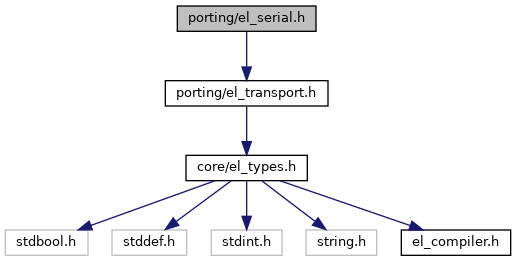 porting/el_serial.h
porting/el_transport.h
core/el_types.h
stdbool.h
stddef.h
stdint.h
string.h
el_compiler.h